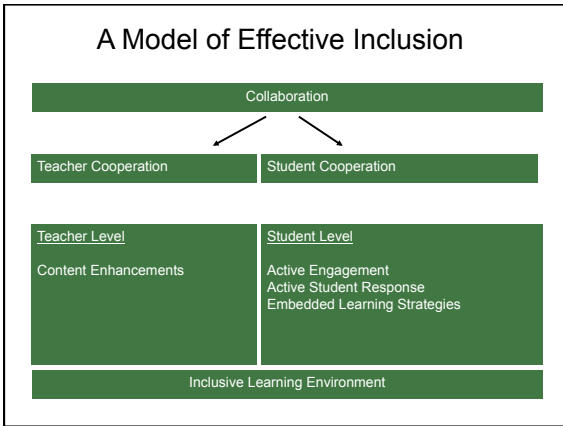 A Model of Effective Inclusion
Collaboration
Teacher Cooperation
Student Cooperation
Teacher Level
Content Enhancements
Student Level
Active Engagement
Active Student Response
Embedded Learning Strategies
Inclusive Learning Environment